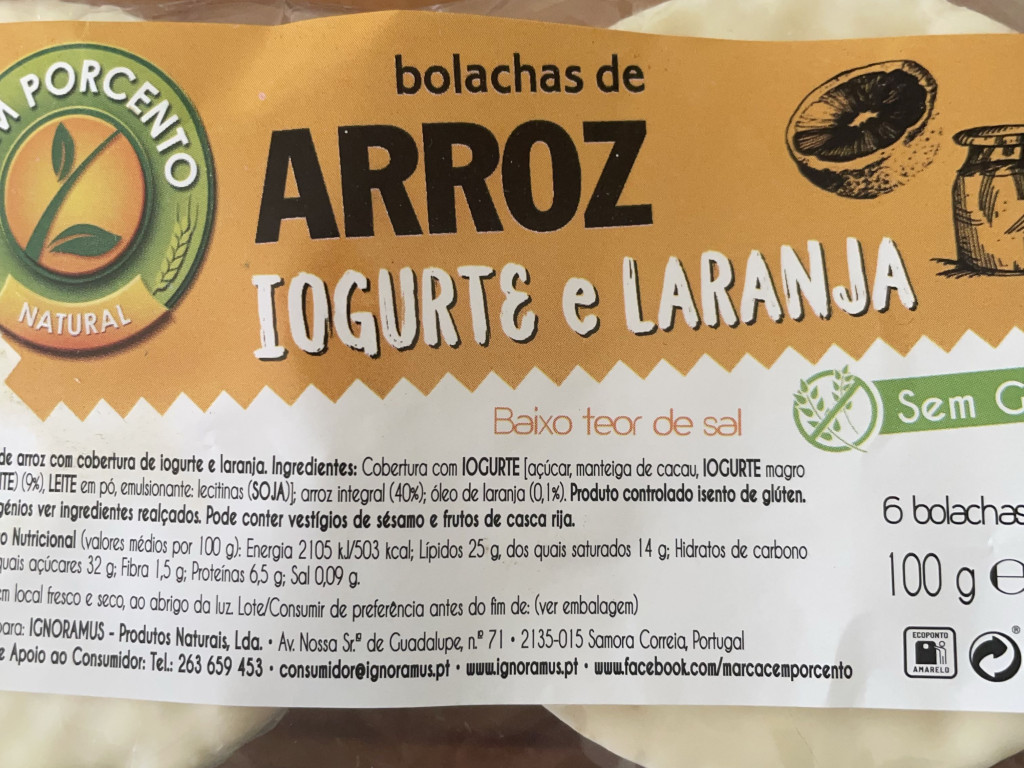 PORCENTO
NATURAL
bolachas de
ARROZ
IOGURTE e LARANJA
Baixo teor de sal
Sem G
de arroz com cobertura de iogurte e laranja. Ingredientes: Cobertura com IOGURTE [açúcar, manteiga de cacau, IOGURTE magro
(9%), LEITE em pó, emulsionante: lecitinas (SOJA)]; arroz integral (40%); óleo de laranja (0,1%). Produto controlado isento de glúten.
génios ver ingredientes realçados. Pode conter vestígios de sésamo e frutos de casca rija.
o Nutricional (valores médios por 100 g): Energia 2105 kJ/503 kcal; Lípidos 25 g, dos quais saturados 14 g; Hidratos de carbono
quais açúcares 32 g; Fibra 1,5 g; Proteínas 6,5 g; Sal 0,09 g.
em local fresco e seco, ao abrigo da luz. Lote/Consumir de preferência antes do fim de: (ver embalagem)
para: IGNORAMUS - Produtos Naturais, Lda. • Av. Nossa Sr.ª de Guadalupe, n.º 71 • 2135-015 Samora Correia, Portugal
e Apoio ao Consumidor: Tel.: 263 659 453 • consumidor@ignoramus.pt • www.ignoramus.pt • www.facebook.com/marcacemporcento
6 bolachas
100 g e
ECOPONTO
AMARELO
®